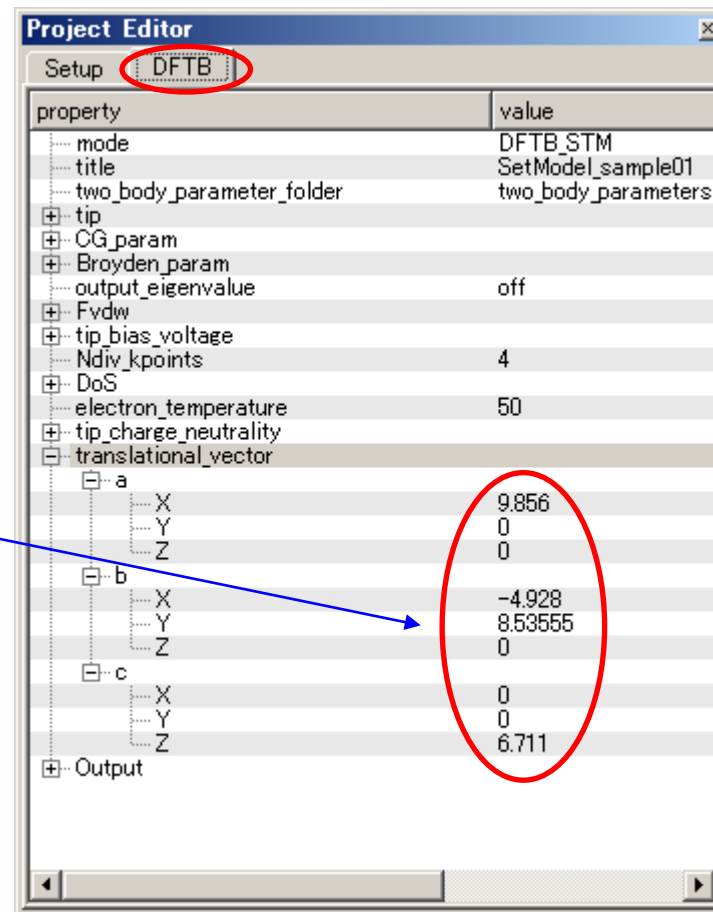 Project Editor
Setup DFTB
property value
mode DFTB_STM
title SetModel_sample01
two_body_parameter_folder two_body_parameters
tip
CG_param
Broyden_param
output_eigenvalue off
Fvdw
tip_bias_voltage
Ndiv_kpoints 4
DoS
electron_temperature 50
tip_charge_neutrality
translational_vector
a
X 9.856
Y 0
Z 0
b
X -4.928
Y 8.53555
Z 0
c
X 0
Y 0
Z 6.711
Output